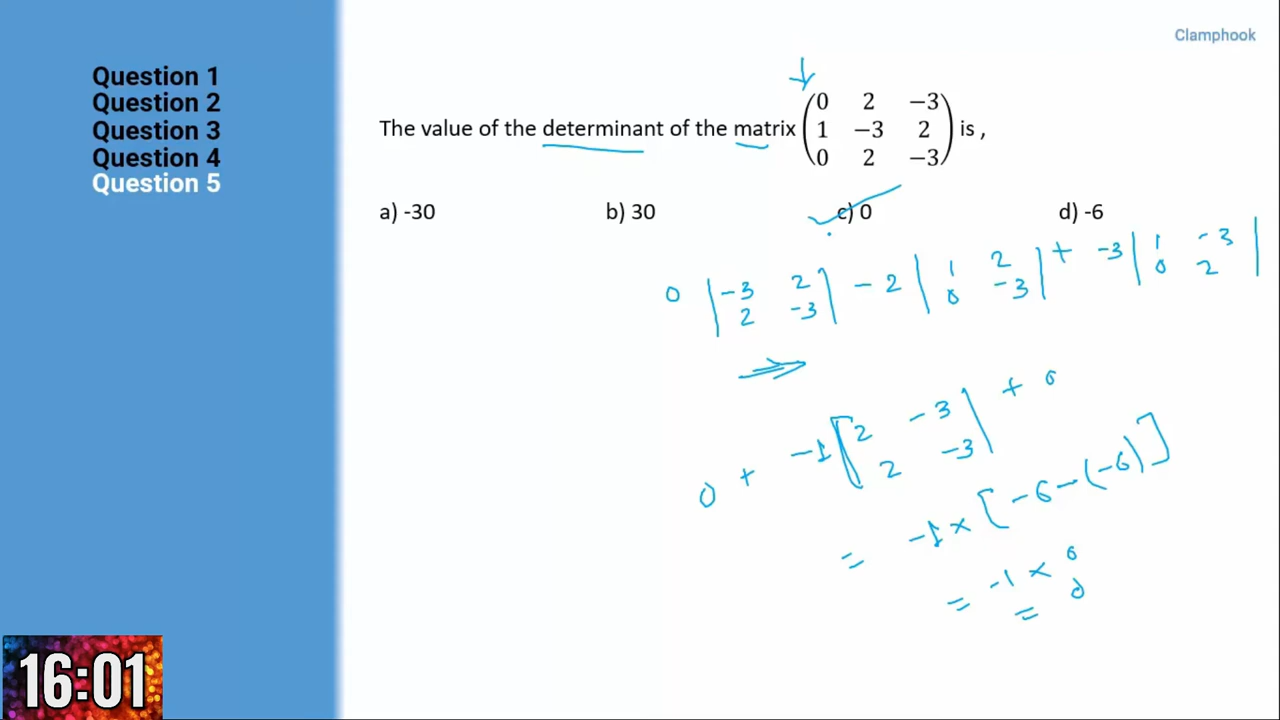 Clamphook
Question 1
Question 2
Question 3
Question 4
Question 5
The value of the determinant of the matrix (0 2 −3
1 −3 2
0 2 −3) is ,
a) -30 b) 30 c) 0 d) -6
0 | -3 2 | - 2 | 1 2 | + -3 | 1 -3 |
| 2 -3 | | 0 -3 | | 0 2 |
0 + -1 | 2 -3 | + 0
| 2 -3 |
= -1 × [ -6 - (-6) ]
= -1 × 0
= 0
16:01